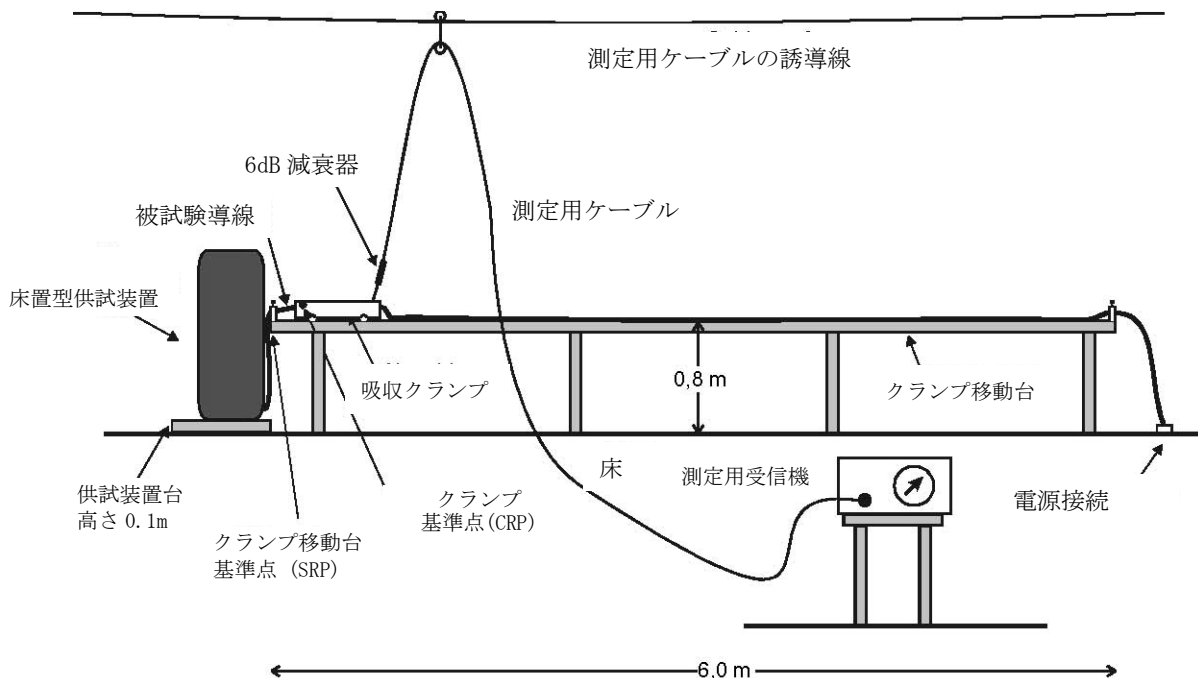 測定用ケーブルの誘導線
6dB 減衰器
被試験導線
測定用ケーブル
床置型供試装置
吸収クランプ
0,8 m
クランプ移動台
供試装置台
高さ 0.1m
クランプ移動台
基準点 (SRP)
クランプ
基準点(CRP)
床
測定用受信機
電源接続
6.0 m